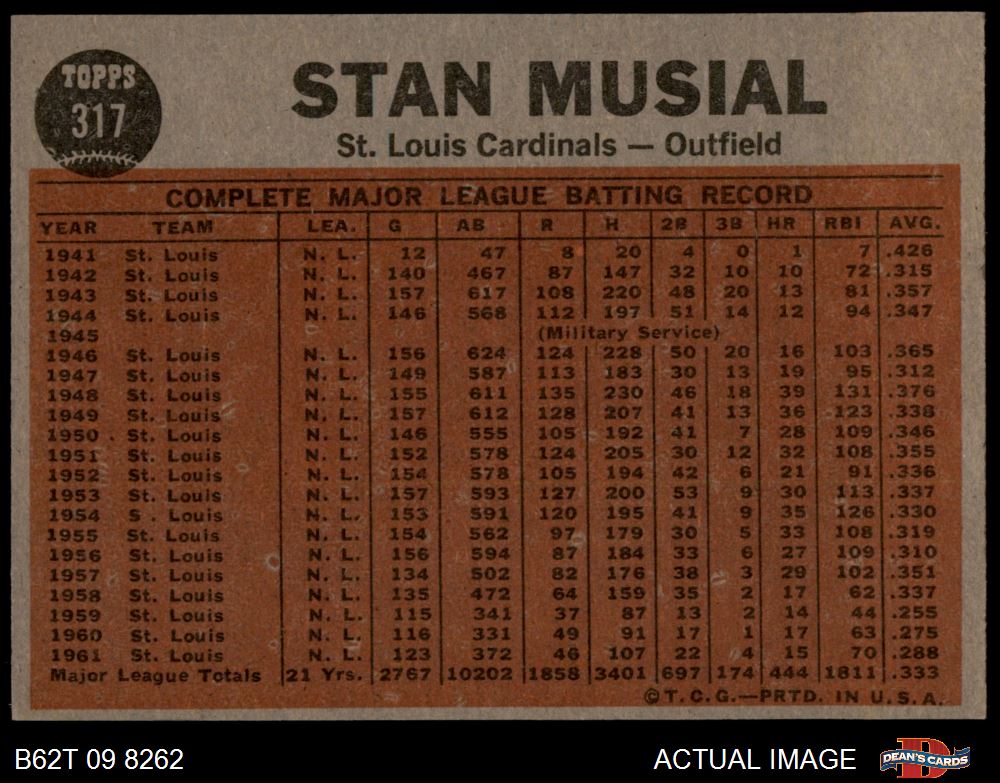 TOPPS
317
STAN MUSIAL
St. Louis Cardinals — Outfield
COMPLETE MAJOR LEAGUE BATTING RECORD
YEAR TEAM LEA. G AB R H 2B 3B HR RBI AVG.
1941 St. Louis N. L. 12 47 8 20 4 0 1 7 .426
1942 St. Louis N. L. 140 467 87 147 32 10 10 72 .315
1943 St. Louis N. L. 157 617 108 220 48 20 13 81 .357
1944 St. Louis N. L. 146 568 112 197 51 14 12 94 .347
1945 (Military Service)
1946 St. Louis N. L. 156 624 124 228 50 20 16 103 .365
1947 St. Louis N. L. 149 587 113 183 30 13 19 95 .312
1948 St. Louis N. L. 155 611 135 230 46 18 39 131 .376
1949 St. Louis N. L. 157 612 128 207 41 13 36 123 .338
1950 . St. Louis N. L. 146 555 105 192 41 7 28 109 .346
1951 St. Louis N. L. 152 578 124 205 30 12 32 108 .355
1952 St. Louis N. L. 154 578 105 194 42 6 21 91 .336
1953 St. Louis N. L. 157 593 127 200 53 9 30 113 .337
1954 S . Louis N. L. 153 591 120 195 41 9 35 126 .330
1955 St. Louis N. L. 154 562 97 179 30 5 33 108 .319
1956 St. Louis N. L. 156 594 87 184 33 6 27 109 .310
1957 St. Louis N. L. 134 502 82 176 38 3 29 102 .351
1958 St. Louis N. L. 135 472 64 159 35 2 17 62 .337
1959 St. Louis N. L. 115 341 37 87 13 2 14 44 .255
1960 St. Louis N. L. 116 331 49 91 17 1 17 63 .275
1961 St. Louis N. L. 123 372 46 107 22 4 15 70 .288
Major League Totals 21 Yrs. 2767 10202 1858 3401 697 174 444 1811 .333
© T. C. G.—PRTD. IN U. S. A.
B62T 09 8262 ACTUAL IMAGE DEAN'S CARDS